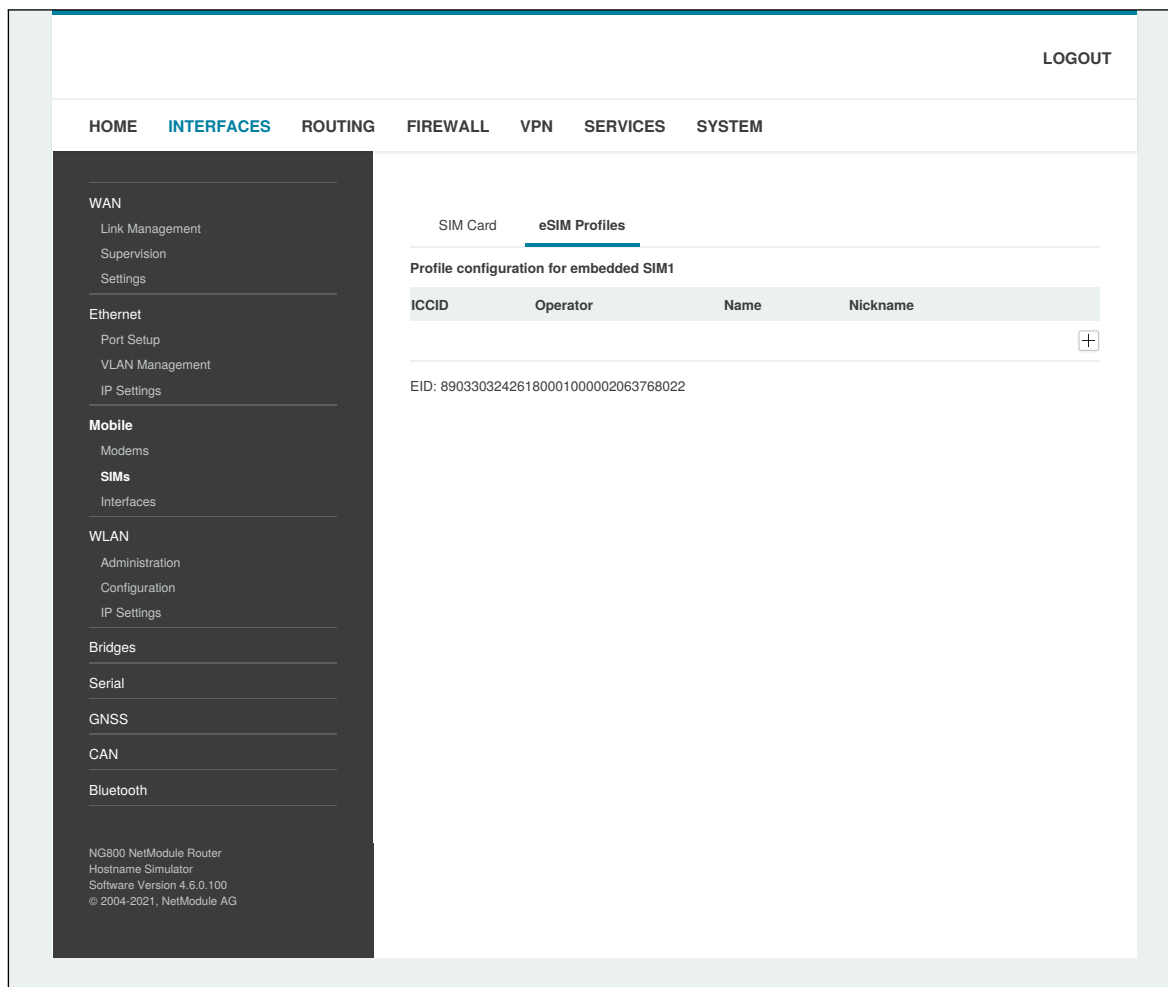 LOGOUT
HOME INTERFACES ROUTING FIREWALL VPN SERVICES SYSTEM
WAN
Link Management
Supervision
Settings
Ethernet
Port Setup
VLAN Management
IP Settings
Mobile
Modems
SIMs
Interfaces
WLAN
Administration
Configuration
IP Settings
Bridges
Serial
GNSS
CAN
Bluetooth
NG800 NetModule Router
Hostname Simulator
Software Version 4.6.0.100
© 2004-2021, NetModule AG
SIM Card eSIM Profiles
Profile configuration for embedded SIM1
ICCID Operator Name Nickname
EID: 89033032426180001000002063768022